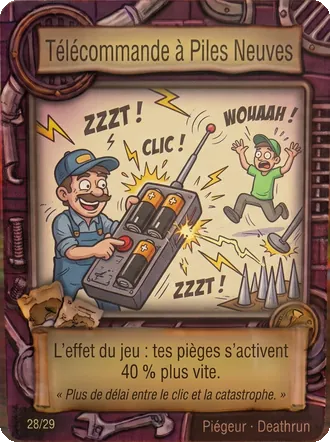 Télécommande à Piles Neuves
ZZZT !
CLIC !
WOUAAH !
ZZZT !
L'effet du jeu : tes pièges s'activent
40 % plus vite.
« Plus de délai entre le clic et la catastrophe. »
28/29
Piégeur · Deathrun